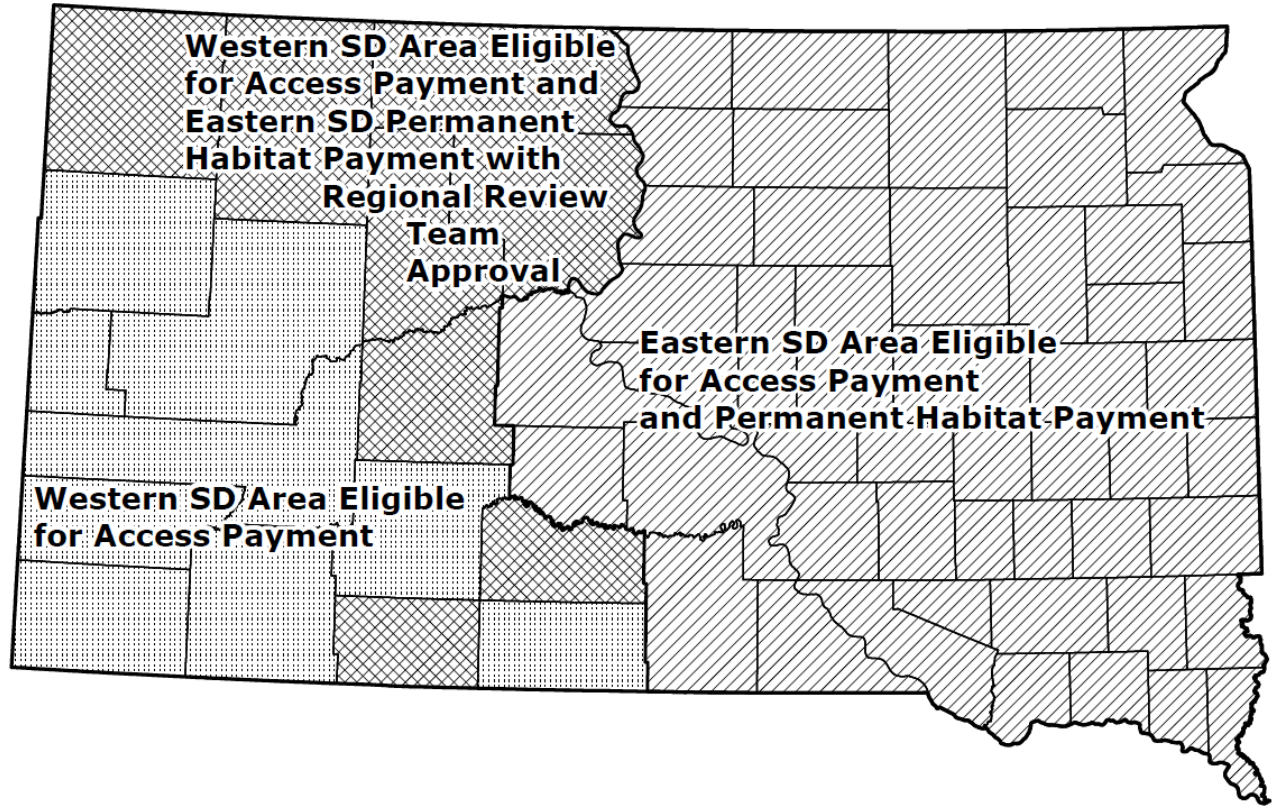 Western SD Area Eligible
for Access Payment and
Eastern SD Permanent
Habitat Payment with
Regional Review
Team
Approval
Eastern SD Area Eligible
for Access Payment
and Permanent Habitat Payment
Western SD Area Eligible
for Access Payment